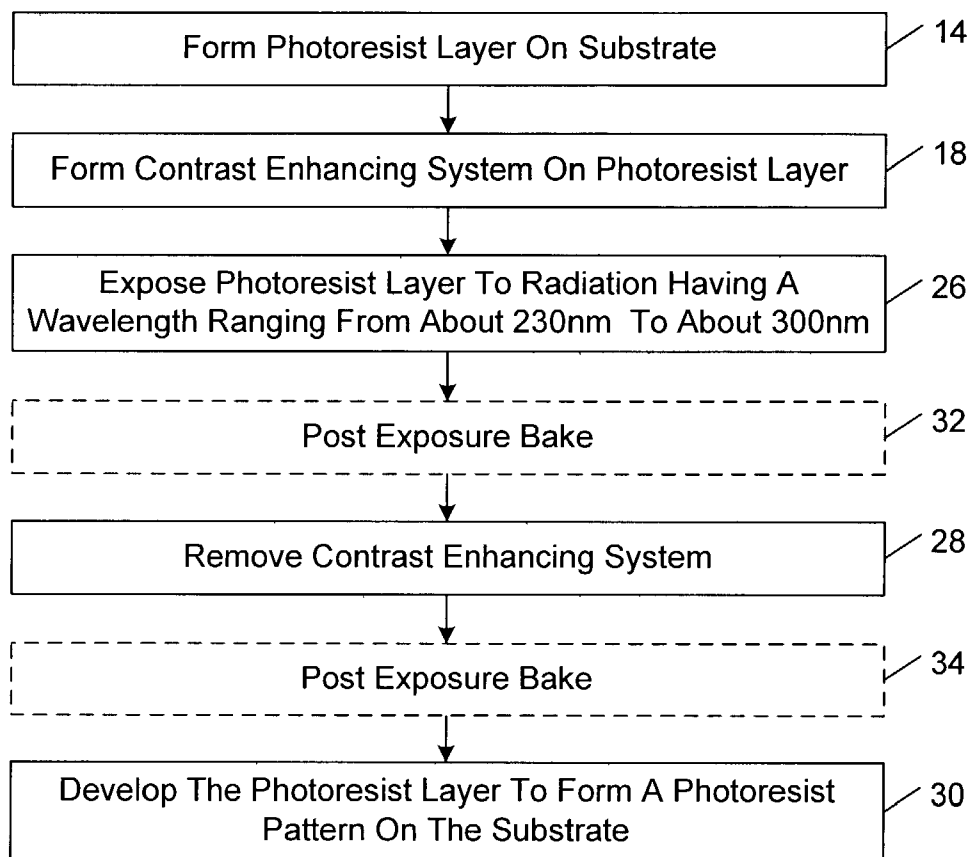 Form Photoresist Layer On Substrate
14
Form Contrast Enhancing System On Photoresist Layer
18
Expose Photoresist Layer To Radiation Having A
Wavelength Ranging From About 230nm To About 300nm
26
Post Exposure Bake
32
Remove Contrast Enhancing System
28
Post Exposure Bake
34
Develop The Photoresist Layer To Form A Photoresist
Pattern On The Substrate
30